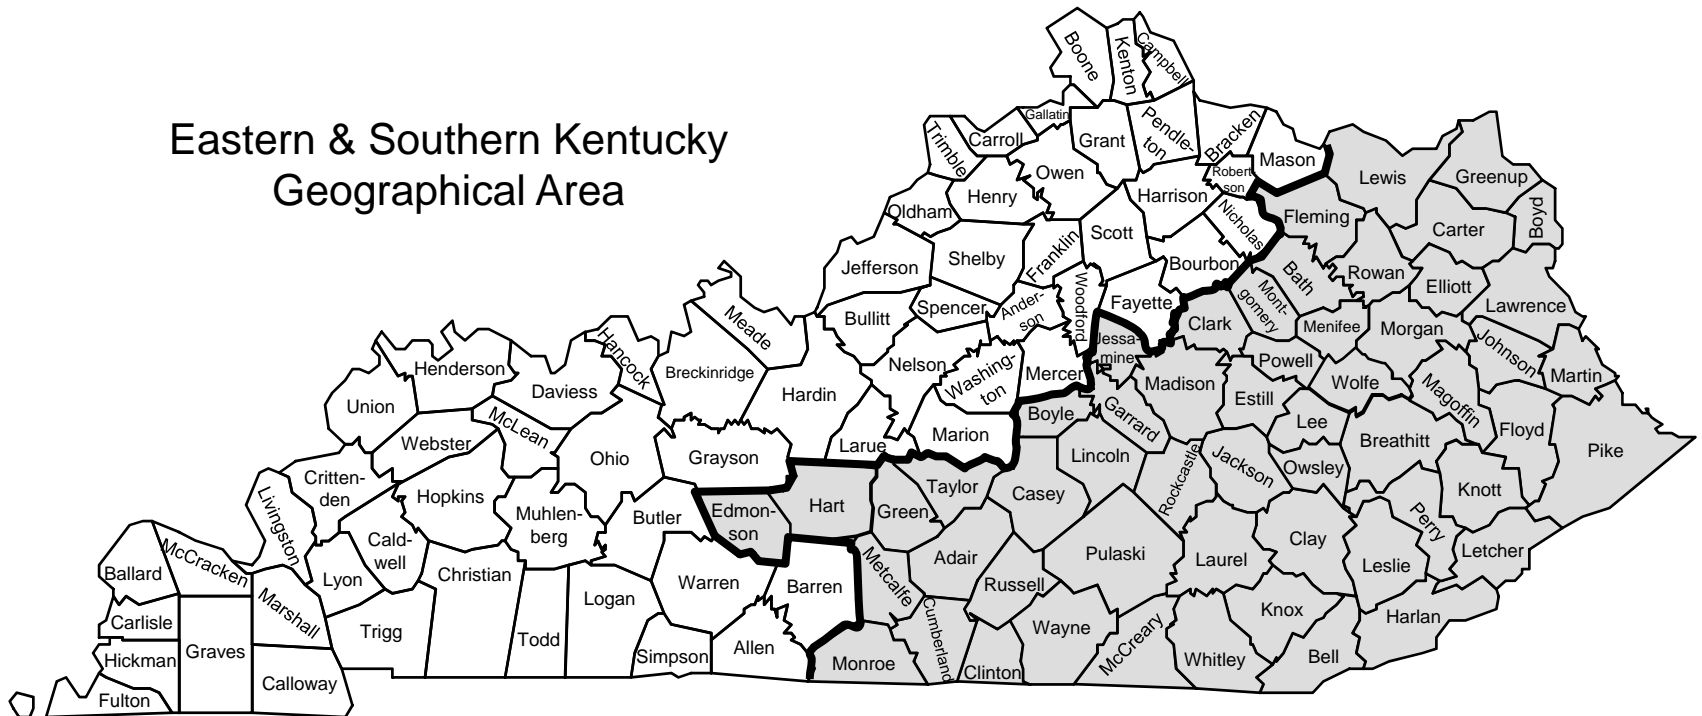 Eastern & Southern Kentucky
Geographical Area
Boone
Kenton
Campbell
Gallatin
Carroll
Trimble
Grant
Pendle-
ton
Bracken
Mason
Robert
son
Lewis
Greenup
Boyd
Owen
Henry
Oldham
Harrison
Nicholas
Fleming
Carter
Scott
Franklin
Shelby
Jefferson
Bourbon
Bath
Rowan
Elliott
Lawrence
Woodford
Ander-
son
Spencer
Bullitt
Fayette
Clark
Mont-
gomery
Menifee
Morgan
Johnson
Martin
Meade
Hancock
Breckinridge
Henderson
Daviess
Union
Webster
McLean
Hardin
Nelson
Washing-
ton
Mercer
Jessa-
mine
Madison
Powell
Estill
Wolfe
Magoffin
Floyd
Pike
Boyle
Garrard
Lee
Breathitt
Larue
Marion
Lincoln
Rockcastle
Jackson
Owsley
Knott
Perry
Letcher
Grayson
Ohio
Critten-
den
Livingston
Hopkins
Muhlen-
berg
Butler
Edmon-
son
Hart
Green
Taylor
Casey
Pulaski
Laurel
Clay
Leslie
Harlan
Ballard
McCracken
Lyon
Cald-
well
Christian
Marshall
Carlisle
Graves
Hickman
Fulton
Calloway
Trigg
Todd
Logan
Simpson
Warren
Allen
Barren
Metcalfe
Monroe
Adair
Cumberland
Russell
Clinton
Wayne
McCreary
Whitley
Knox
Bell